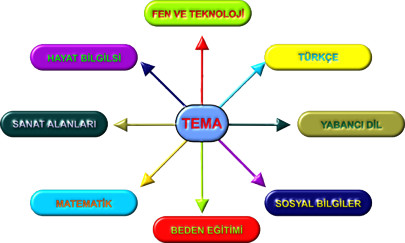 FEN VE TEKNOLOJİ
HAYAT BİLGİSİ
TÜRKÇE
SANAT ALANLARI
TEMA
YABANCI DİL
MATEMATİK
SOSYAL BİLGİLER
BEDEN EĞİTİMİ